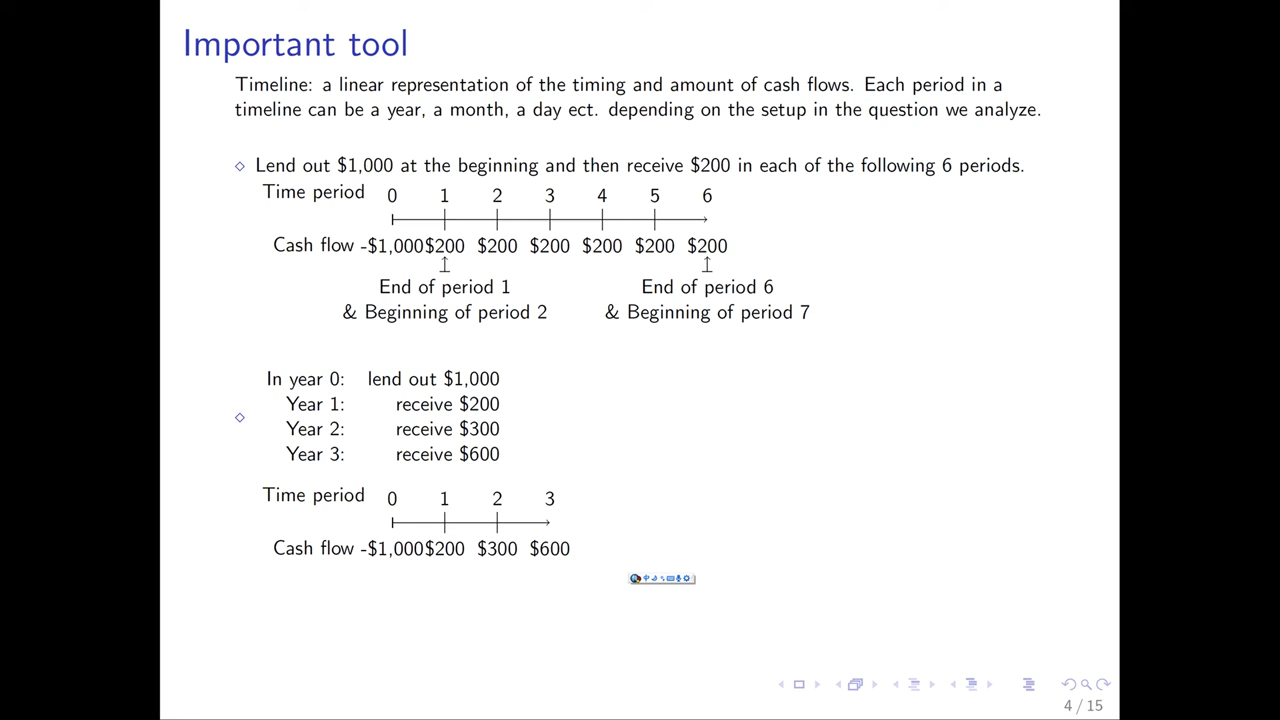 Important tool
Timeline: a linear representation of the timing and amount of cash flows. Each period in a
timeline can be a year, a month, a day ect. depending on the setup in the question we analyze.
◇ Lend out $1,000 at the beginning and then receive $200 in each of the following 6 periods.
Time period 0 1 2 3 4 5 6
Cash flow -$1,000 $200 $200 $200 $200 $200 $200
End of period 1 End of period 6
& Beginning of period 2 & Beginning of period 7
In year 0: lend out $1,000
◇ Year 1: receive $200
Year 2: receive $300
Year 3: receive $600
Time period 0 1 2 3
Cash flow -$1,000 $200 $300 $600
中
4 / 15